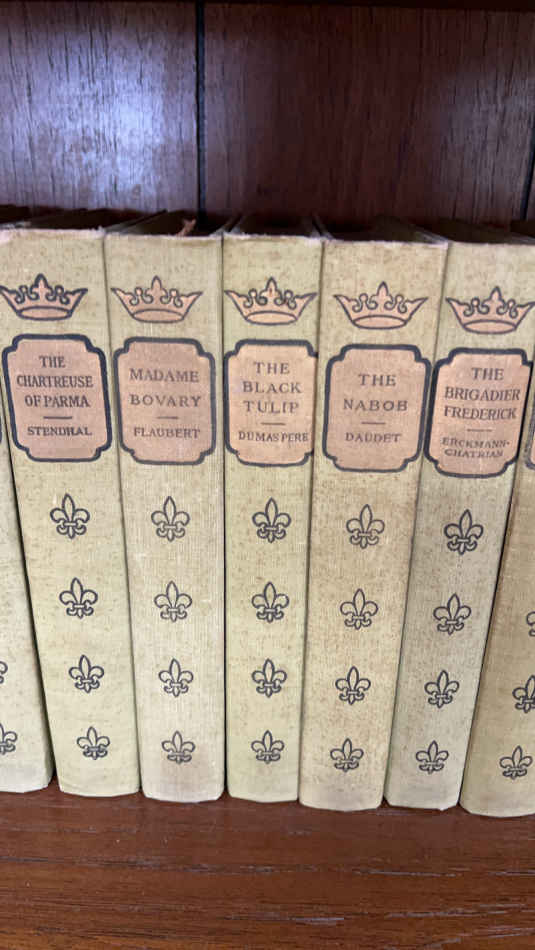 THE
CHARTREUSE
OF PARMA
STENDHAL
MADAME
BOVARY
FLAUBERT
THE
BLACK
TULIP
DUMAS PERE
THE
NABOB
DAUDET
THE
BRIGADIER
FREDERICK
ERCKMANN-
CHATRIAN